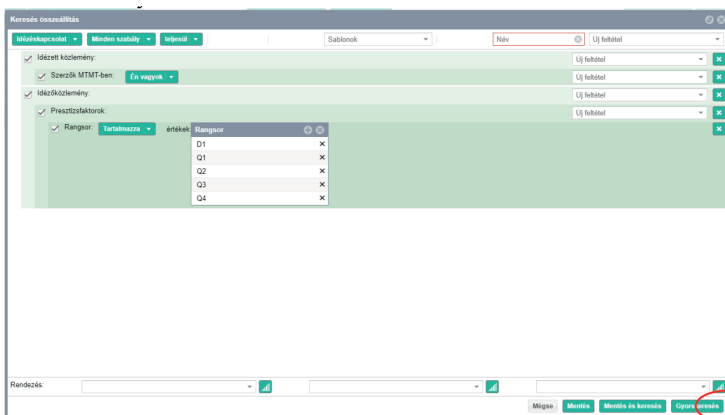 Keresés összeállítás
Idézéskapcsolat Minden szabály teljesül Sablonok Név Új feltétel
Idézett közlemény: Új feltétel
Szerzők MTMT-ben: Én vagyok Új feltétel
Idézőközlemény: Új feltétel
Presztízsfaktorok: Új feltétel
Rangsor: Tartalmazza értékek: Rangsor
D1
Q1
Q2
Q3
Q4
Rendezés:
Mégse Mentés Mentés és keresés Gyorskeresés